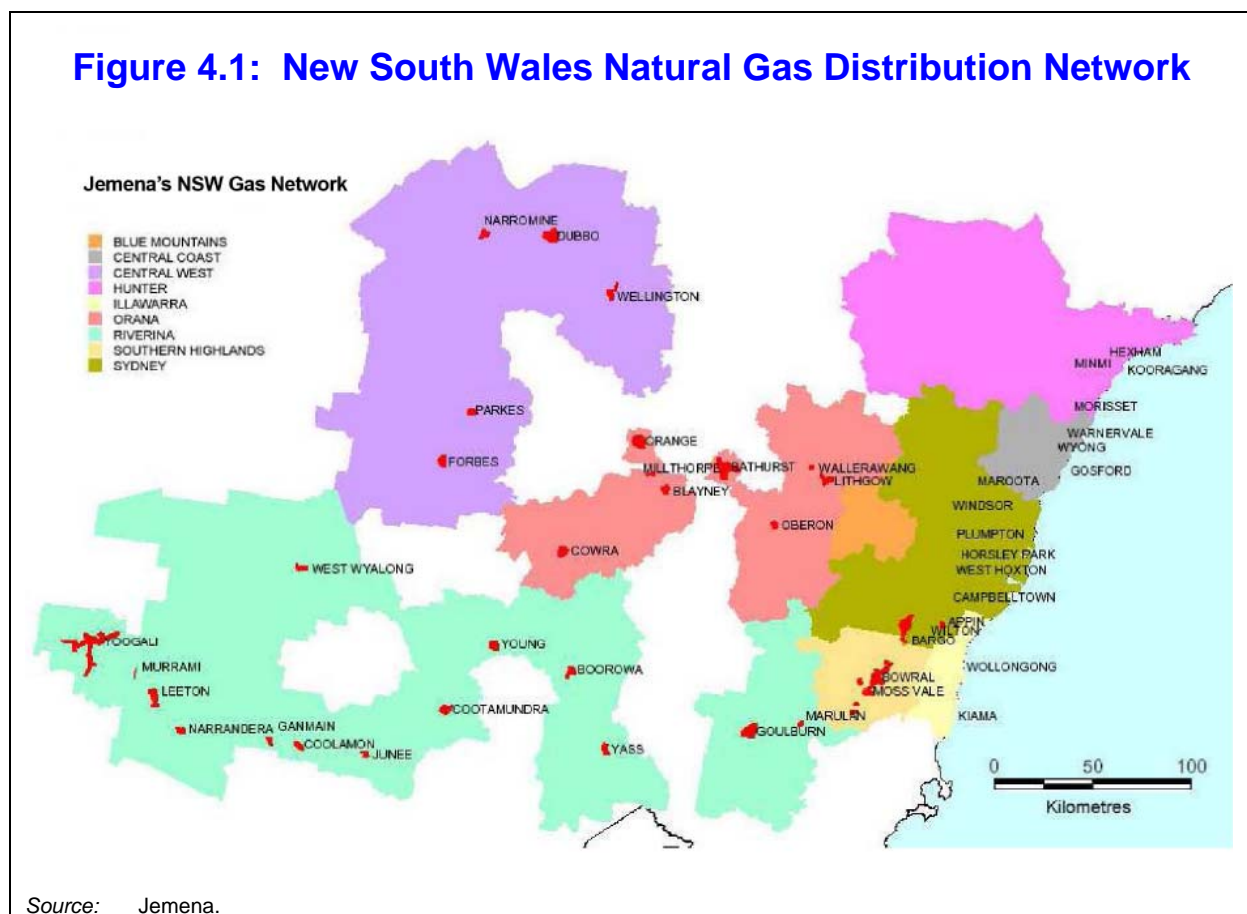 Figure 4.1: New South Wales Natural Gas Distribution Network
Jemena's NSW Gas Network
BLUE MOUNTAINS
CENTRAL COAST
CENTRAL WEST
HUNTER
ILLAWARRA
ORANA
RIVERINA
SOUTHERN HIGHLANDS
SYDNEY
NARROMINE
DUBBO
WELLINGTON
HEXHAM
MINMI
KOORAGANG
MORISSET
PARKES
WARNERVALE
ORANGE
WYONG
FORBES
MILLTHORPE
BATHURST
WALLERAWANG
GOSFORD
LITHGOW
MAROOTA
BLAYNEY
WINDSOR
OBERON
PLUMPTON
COWRA
HORSLEY PARK
WEST WYALONG
WEST HOXTON
CAMPBELLTOWN
APPIN
WILTON
YOOGALI
YOUNG
BARGO
MURRAMI
BOOROWA
WOLLONGONG
LEETON
BOWRAL
MOSS VALE
COOTAMUNDRA
MARULAN
KIAMA
NARRANDERA
GANMAIN
GOULBURN
COOLAMON
JUNEE
YASS
0 50 100
Kilometres
Source: Jemena.